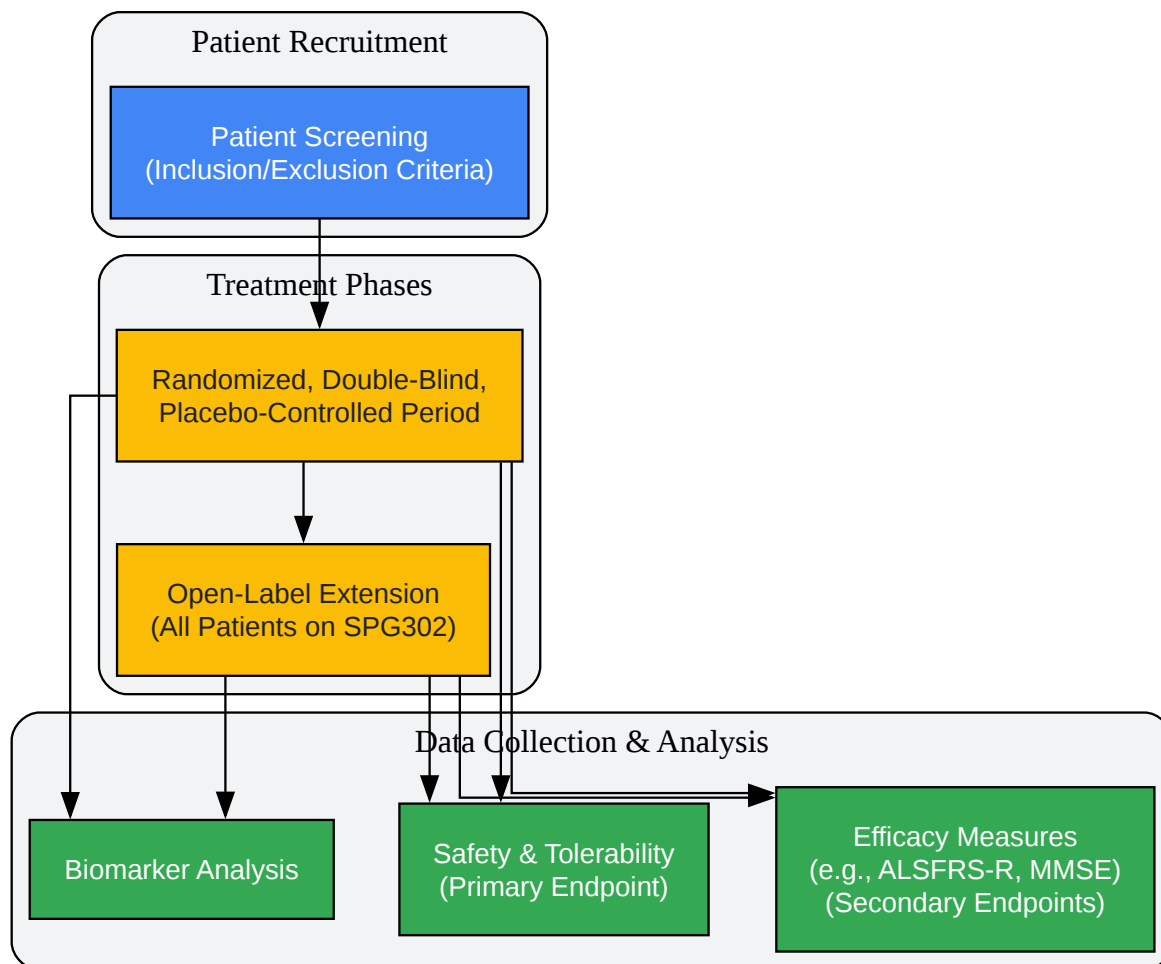 Patient Recruitment
Patient Screening
(Inclusion/Exclusion Criteria)
Treatment Phases
Randomized, Double-Blind,
Placebo-Controlled Period
Open-Label Extension
(All Patients on SPG302)
Data Collection & Analysis
Biomarker Analysis
Safety & Tolerability
(Primary Endpoint)
Efficacy Measures
(e.g., ALSFRS-R, MMSE)
(Secondary Endpoints)